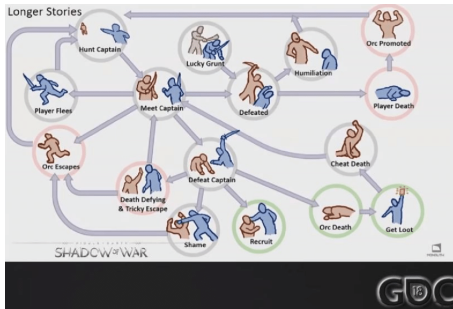 Longer Stories
Hunt Captain
Lucky Grunt
Humiliation
Orc Promoted
Player Flees
Meet Captain
Defeated
Player Death
Orc Escapes
Defeat Captain
Cheat Death
Death Defying
& Tricky Escape
Shame
Recruit
Orc Death
Get Loot
SHADOW OF WAR
GDC
18